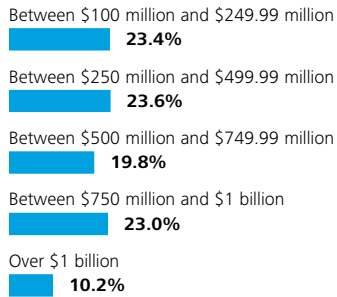 Between $100 million and $249.99 million
23.4%
Between $250 million and $499.99 million
23.6%
Between $500 million and $749.99 million
19.8%
Between $750 million and $1 billion
23.0%
Over $1 billion
10.2%